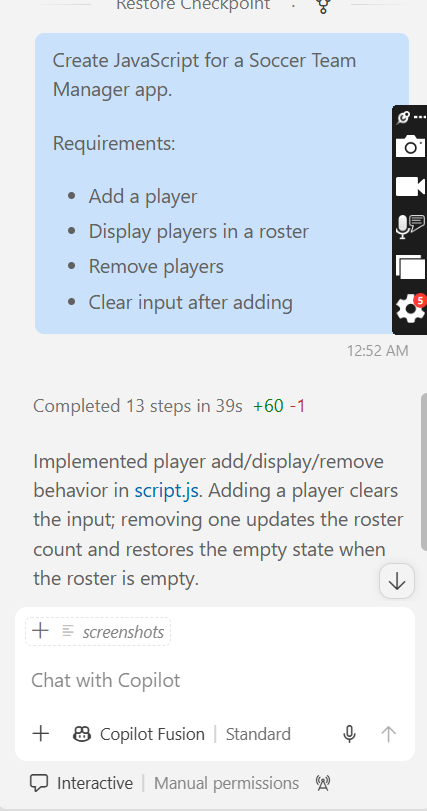 Restore Checkpoint ·
Create JavaScript for a Soccer Team
Manager app.
Requirements:
• Add a player
• Display players in a roster
• Remove players
• Clear input after adding
5
12:52 AM
Completed 13 steps in 39s +60 -1
Implemented player add/display/remove
behavior in script.js. Adding a player clears
the input; removing one updates the roster
count and restores the empty state when
the roster is empty.
screenshots
Chat with Copilot
Copilot Fusion | Standard
Interactive | Manual permissions